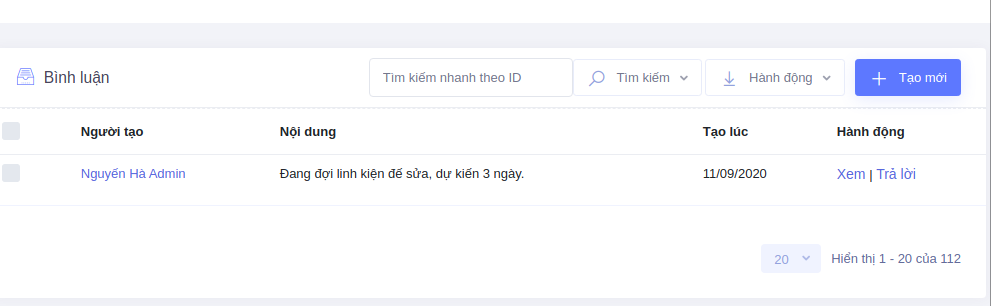 Bình luận
Tìm kiếm nhanh theo ID
Tìm kiếm
Hành động
Tạo mới
Người tạo Nội dung Tạo lúc Hành động
Nguyễn Hà Admin Đang đợi linh kiện để sửa, dự kiến 3 ngày. 11/09/2020 Xem | Trả lời
20 Hiển thị 1 - 20 của 112